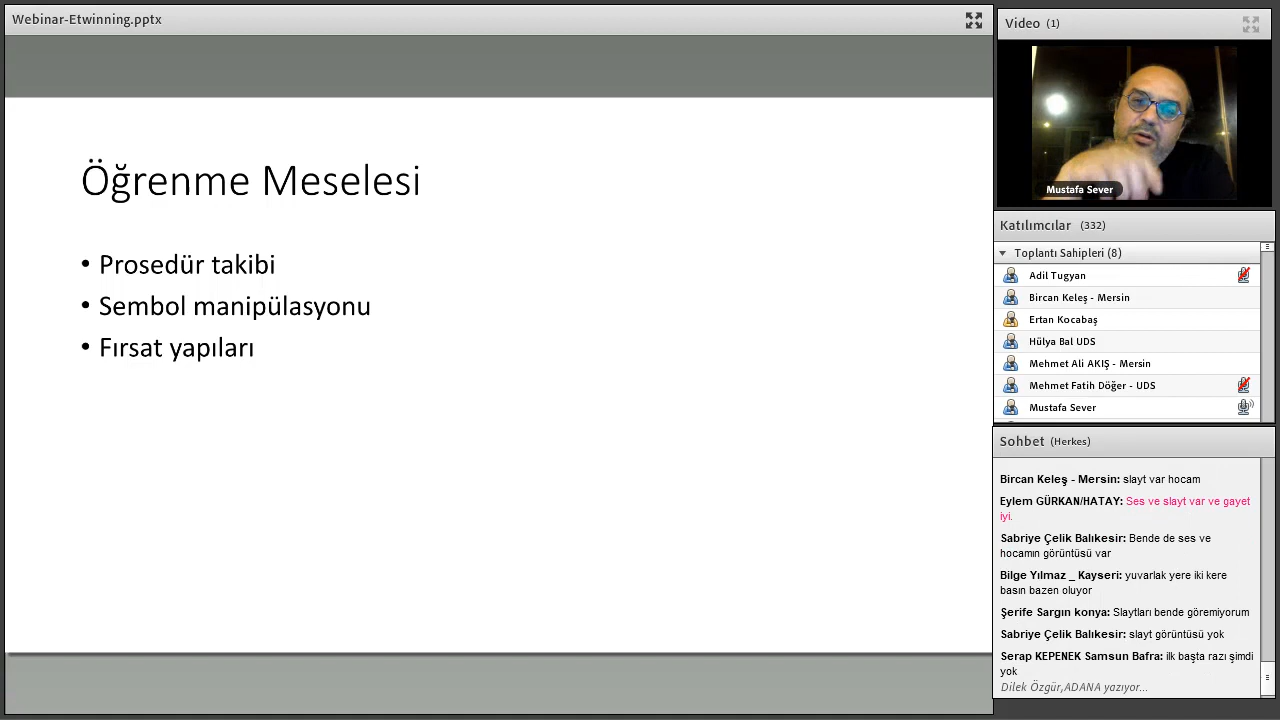 Webinar-Etwinning.pptx
Öğrenme Meselesi
• Prosedür takibi
• Sembol manipülasyonu
• Fırsat yapıları
Video (1)
Mustafa Sever
Katılımcılar (332)
Toplantı Sahipleri (8)
Adil Tugyan
Bircan Keleş - Mersin
Ertan Kocabaş
Hülya Bal UDS
Mehmet Ali AKIŞ - Mersin
Mehmet Fatih Döğer - UDS
Mustafa Sever
Sohbet (Herkes)
Bircan Keleş - Mersin: slayt var hocam
Eylem GÜRKAN/HATAY: Ses ve slayt var ve gayet
iyi.
Sabriye Çelik Balıkesir: Bende de ses ve
hocamın görüntüsü var
Bilge Yılmaz _ Kayseri: yuvarlak yere iki kere
basın bazen oluyor
Şerife Sargın konya: Slaytları bende göremiyorum
Sabriye Çelik Balıkesir: slayt görüntüsü yok
Serap KEPENEK Samsun Bafra: ilk başta razı şimdi
yok
Dilek Özgür,ADANA yazıyor...